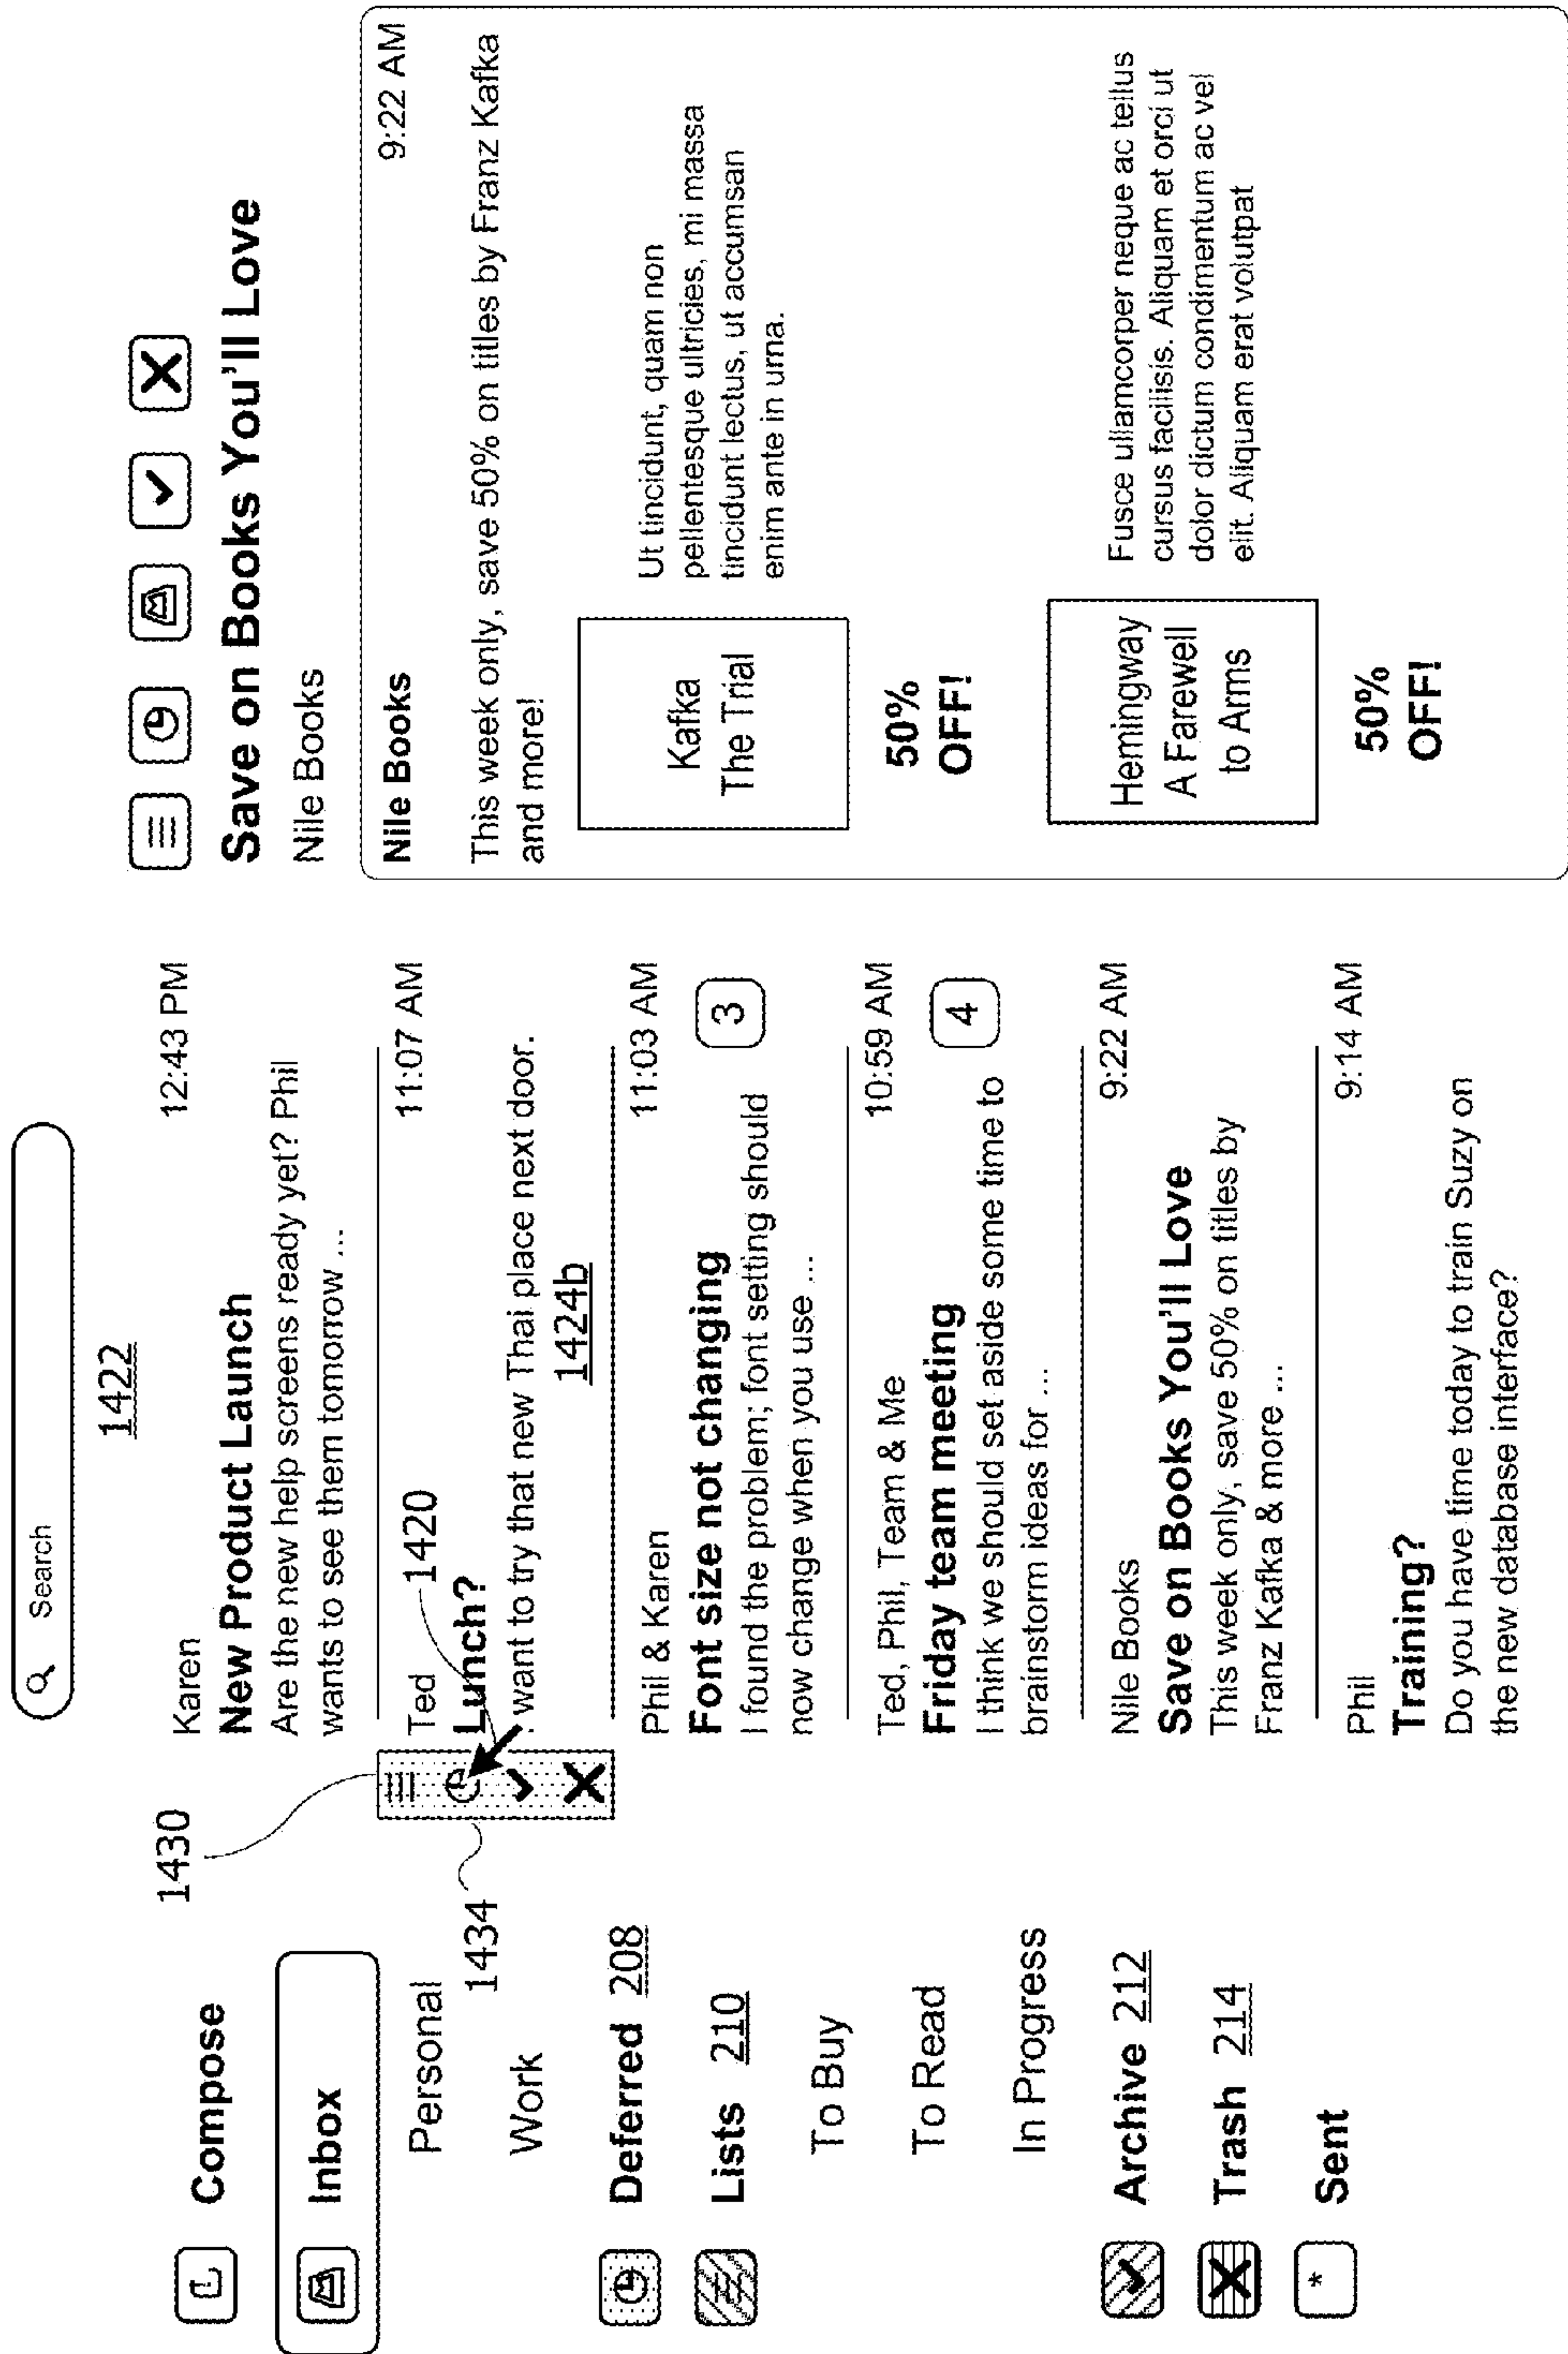 Search
1422
Compose
Inbox
Personal
Work
Deferred 208
Lists 210
To Buy
To Read
In Progress
Archive 212
Trash 214
* Sent
1430
1434
1420
Karen 12:43 PM
New Product Launch
Are the new help screens ready yet? Phil
wants to see them tomorrow ...
Ted 11:07 AM
Lunch?
want to try that new Thai place next door.
1424b
Phil & Karen 11:03 AM
Font size not changing 3
I found the problem; font setting should
now change when you use ...
Ted, Phil, Team & Me 10:59 AM
Friday team meeting 4
I think we should set aside some time to
brainstorm ideas for ...
Nile Books 9:22 AM
Save on Books You'll Love
This week only, save 50% on titles by
Franz Kafka & more ...
Phil 9:14 AM
Training?
Do you have time today to train Suzy on
the new database interface?
Save on Books You'll Love
Nile Books
Nile Books 9:22 AM
This week only, save 50% on titles by Franz Kafka
and more!
Kafka
The Trial
50%
OFF!
Ut tincidunt, quam non
pellentesque ultricies, mi massa
tincidunt lectus, ut accumsan
enim ante in urna.
Hemingway
A Farewell
to Arms
50%
OFF!
Fusce ullamcorper neque ac tellus
cursus facilisis. Aliquam et orci ut
dolor dictum condimentum ac vel
elit. Aliquam erat volutpat